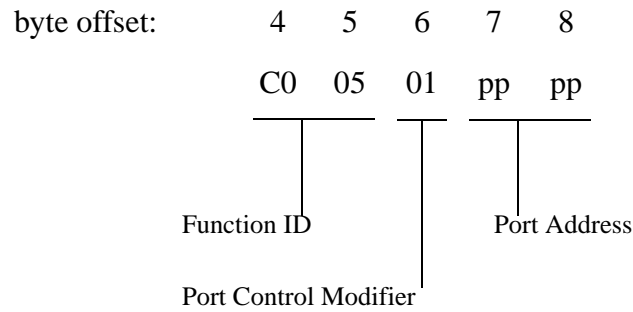 byte offset: 4 5 6 7 8
C0 05 01 pp pp
Function ID Port Address
Port Control Modifier